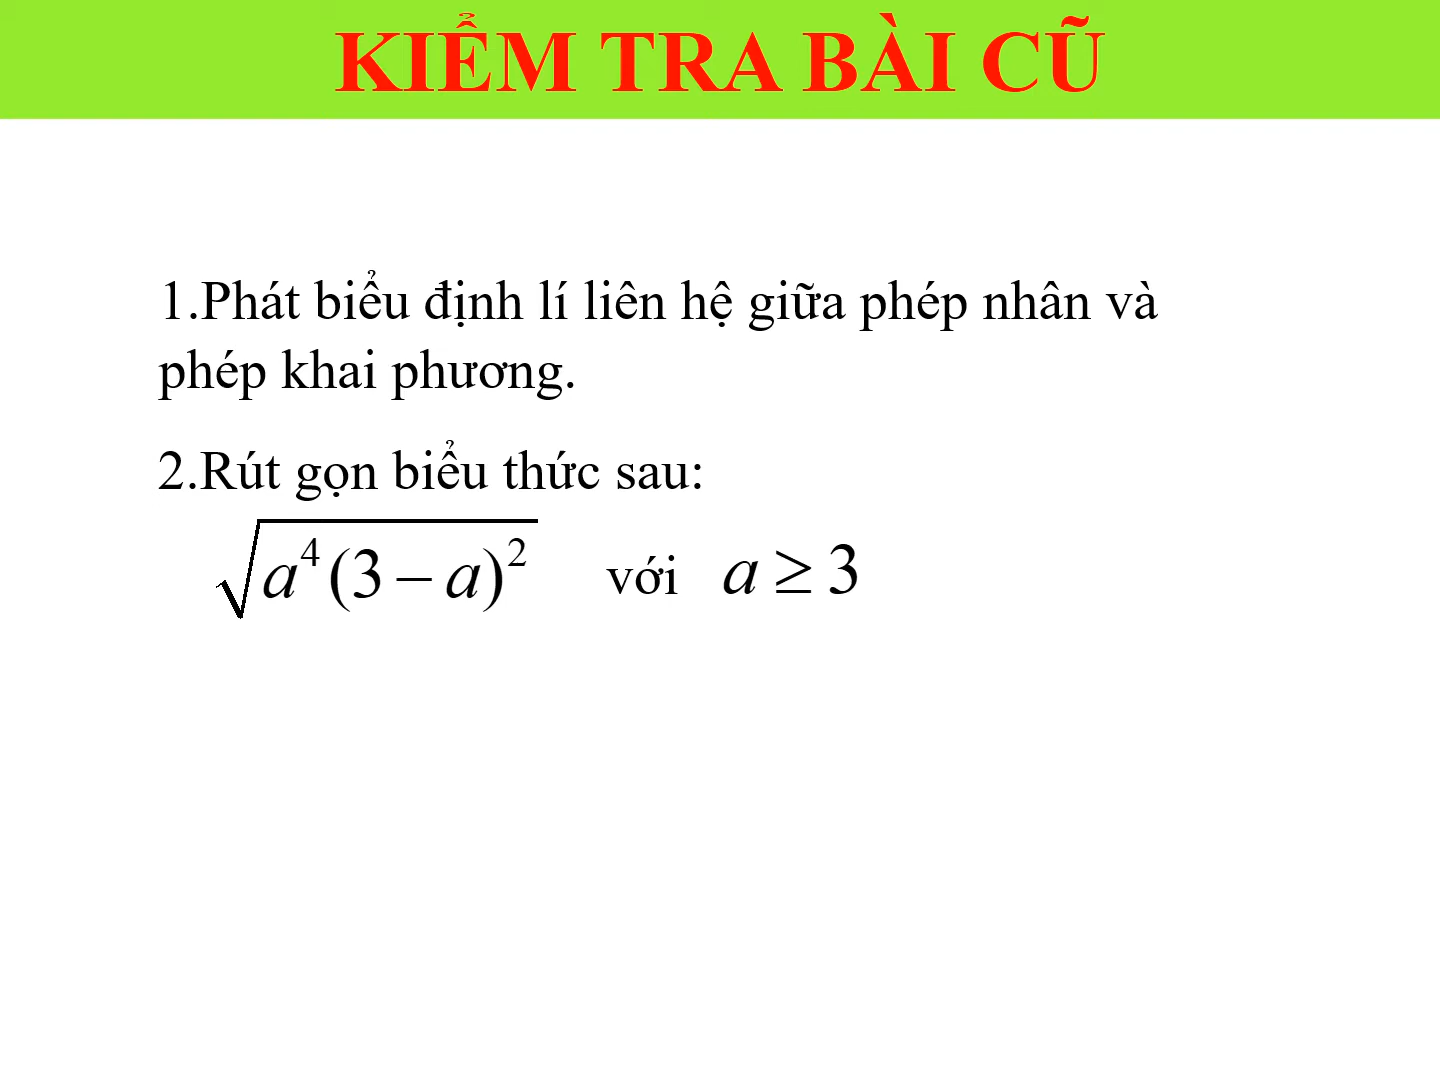 KIỂM TRA BÀI CŨ
1.Phát biểu định lí liên hệ giữa phép nhân và
phép khai phương.
2.Rút gọn biểu thức sau:
√a⁴(3 − a)² với a ≥ 3